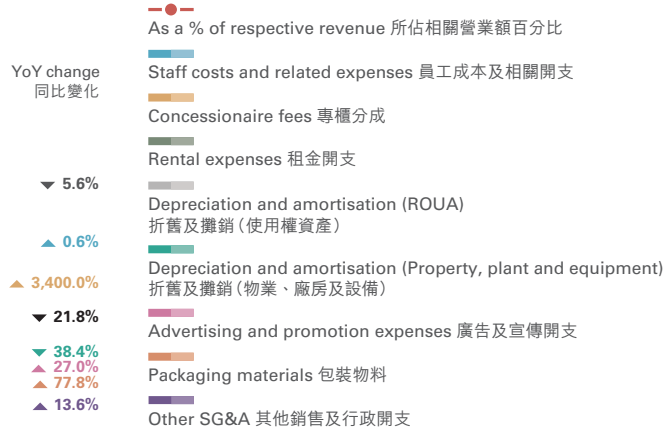 As a % of respective revenue 所佔相關營業額百分比
YoY change
同比變化
Staff costs and related expenses 員工成本及相關開支
Concessionaire fees 專櫃分成
Rental expenses 租金開支
▼ 5.6%
Depreciation and amortisation (ROUA)
折舊及攤銷（使用權資產）
▲ 0.6%
Depreciation and amortisation (Property, plant and equipment)
折舊及攤銷（物業、廠房及設備）
▲ 3,400.0%
▼ 21.8%
Advertising and promotion expenses 廣告及宣傳開支
▼ 38.4%
▲ 27.0%
▲ 77.8%
Packaging materials 包裝物料
▲ 13.6%
Other SG&A 其他銷售及行政開支